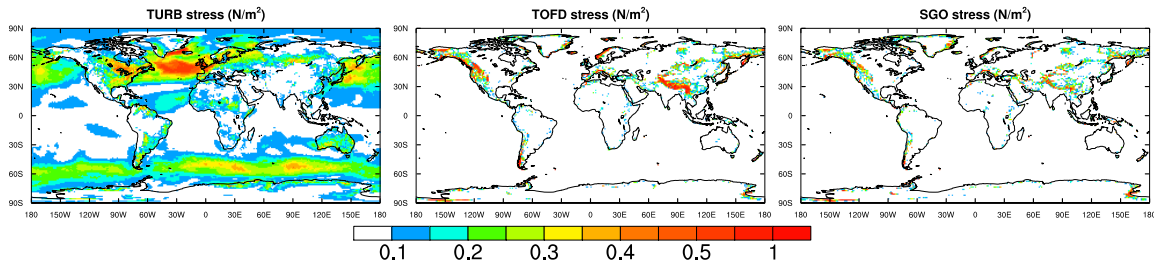 TURB stress (N/m²) TOFD stress (N/m²) SGO stress (N/m²)
90N 90N 90N
60N 60N 60N
30N 30N 30N
0 0 0
30S 30S 30S
60S 60S 60S
90S 90S 90S
180 150W 120W 90W 60W 30W 0 30E 60E 90E 120E 150E 180 180 150W 120W 90W 60W 30W 0 30E 60E 90E 120E 150E 180 180 150W 120W 90W 60W 30W 0 30E 60E 90E 120E 150E 180
0.1 0.2 0.3 0.4 0.5 1